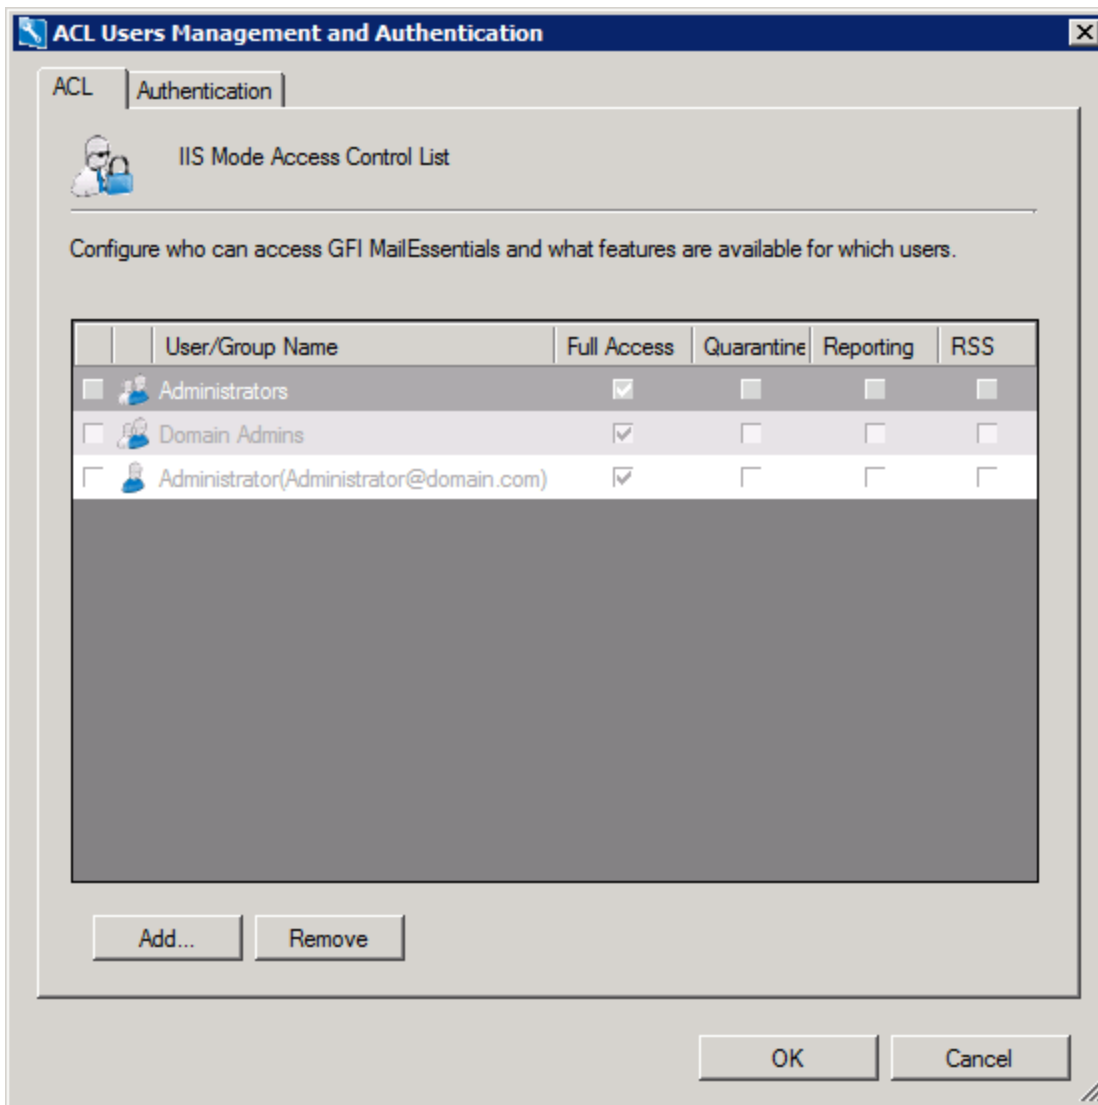 ACL Users Management and Authentication
ACL Authentication
IIS Mode Access Control List
Configure who can access GFI MailEssentials and what features are available for which users.
User/Group Name Full Access Quarantine Reporting RSS
Administrators
Domain Admins
Administrator(Administrator@domain.com)
Add... Remove
OK Cancel